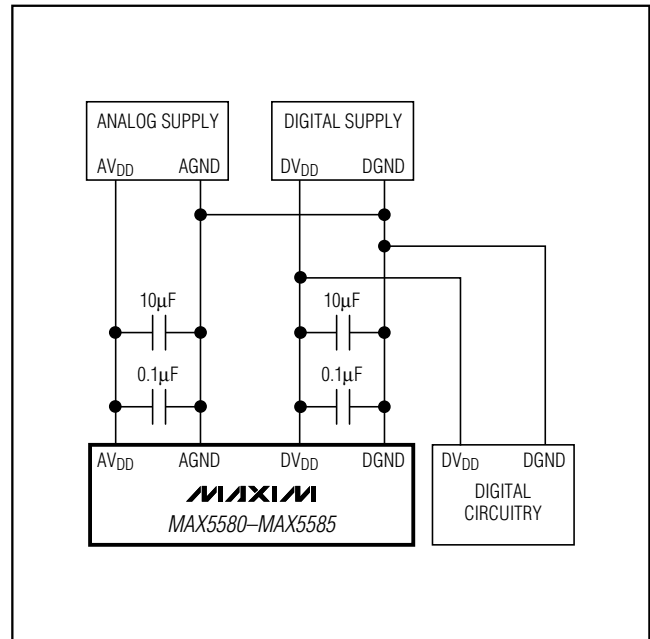 ANALOG SUPPLY
AVDD AGND
DIGITAL SUPPLY
DVDD DGND
10µF
10µF
0.1µF
0.1µF
AVDD AGND DVDD DGND
MAXIM
MAX5580–MAX5585
DVDD DGND
DIGITAL
CIRCUITRY